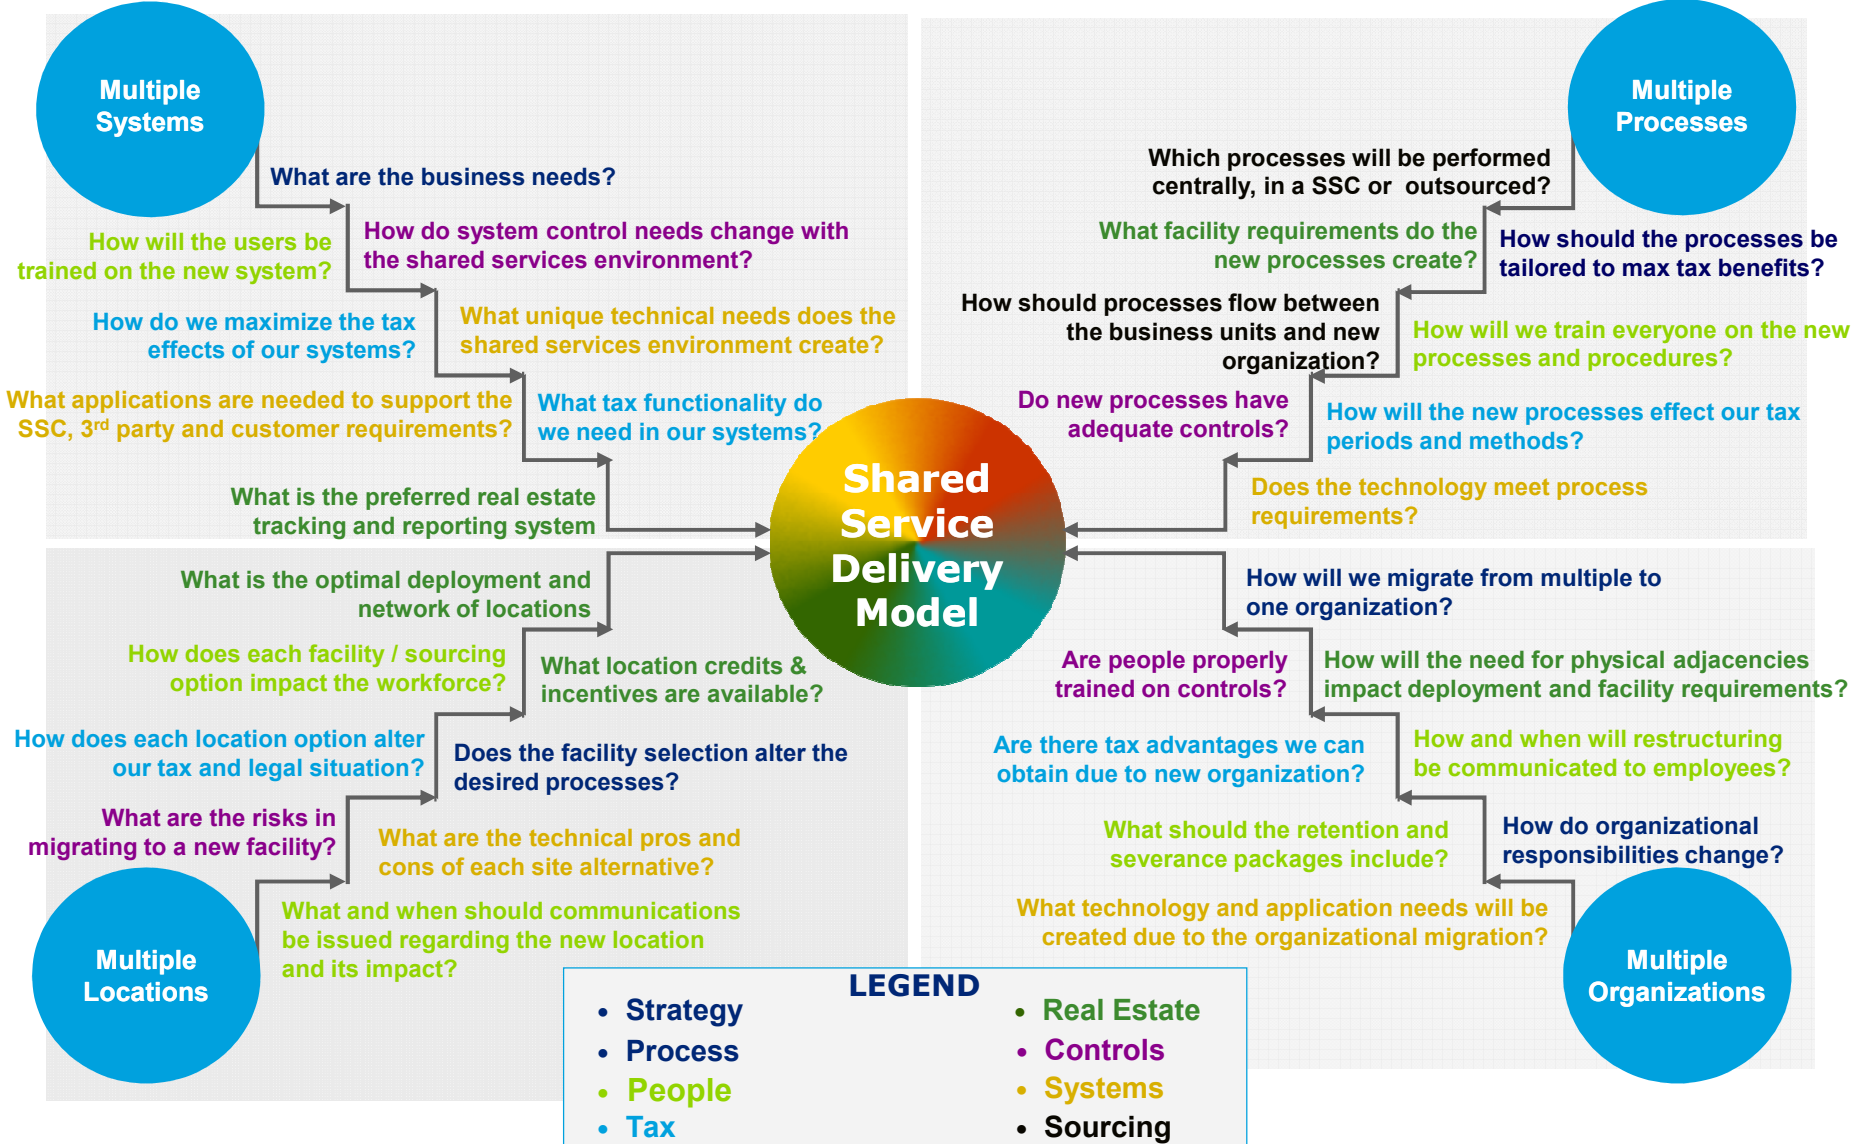 Multiple
Systems
What are the business needs?
How will the users be
trained on the new system?
How do system control needs change with
the shared services environment?
How do we maximize the tax
effects of our systems?
What unique technical needs does the
shared services environment create?
What applications are needed to support the
SSC, 3rd party and customer requirements?
What tax functionality do
we need in our systems?
What is the preferred real estate
tracking and reporting system
Multiple
Processes
Which processes will be performed
centrally, in a SSC or outsourced?
What facility requirements do the
new processes create?
How should the processes be
tailored to max tax benefits?
How should processes flow between
the business units and new
organization?
How will we train everyone on the new
processes and procedures?
Do new processes have
adequate controls?
How will the new processes effect our tax
periods and methods?
Does the technology meet process
requirements?
Shared
Service
Delivery
Model
What is the optimal deployment and
network of locations
How does each facility / sourcing
option impact the workforce?
What location credits &
incentives are available?
How does each location option alter
our tax and legal situation?
Does the facility selection alter the
desired processes?
What are the risks in
migrating to a new facility?
What are the technical pros and
cons of each site alternative?
What and when should communications
be issued regarding the new location
and its impact?
Multiple
Locations
How will we migrate from multiple to
one organization?
Are people properly
trained on controls?
How will the need for physical adjacencies
impact deployment and facility requirements?
Are there tax advantages we can
obtain due to new organization?
How and when will restructuring
be communicated to employees?
What should the retention and
severance packages include?
How do organizational
responsibilities change?
What technology and application needs will be
created due to the organizational migration?
Multiple
Organizations
LEGEND
• Strategy
• Process
• People
• Tax
• Real Estate
• Controls
• Systems
• Sourcing